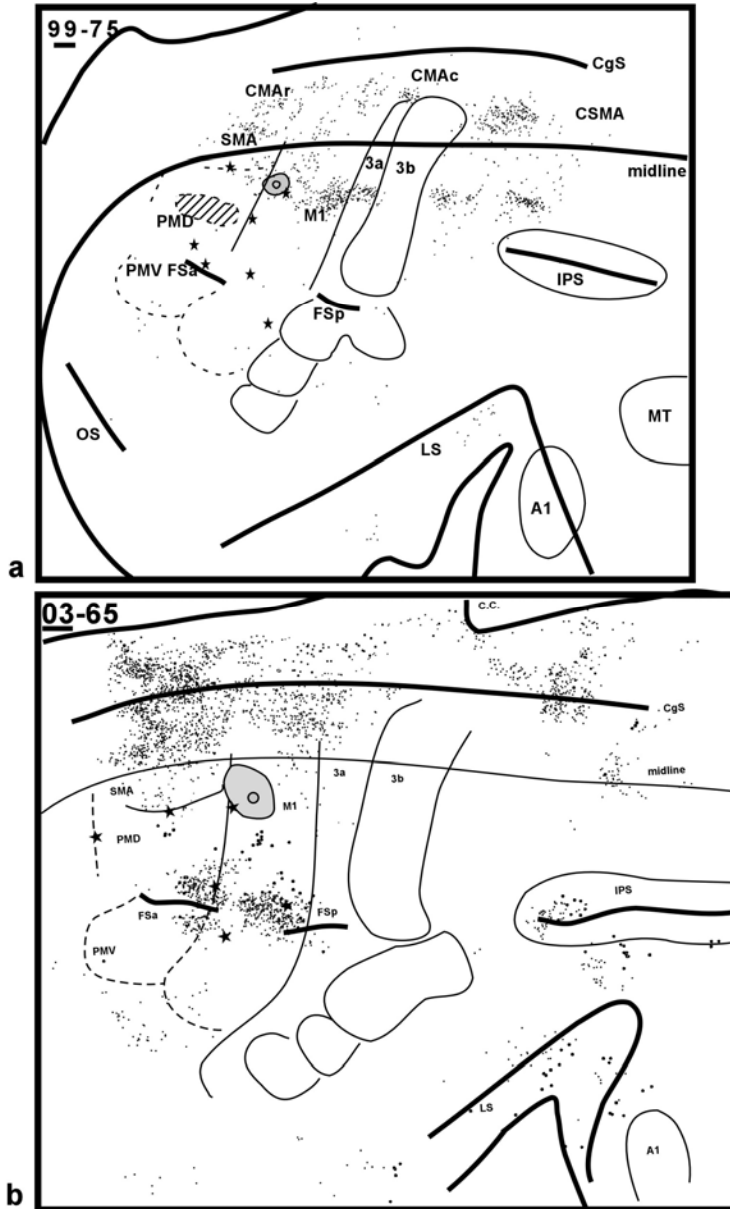 99-75
CgS
CMAr
CMAc
CSMA
SMA
midline
3a
3b
PMD
M1
PMV FSa
IPS
FSp
OS
LS
MT
A1
a
03-65
C.C.
CgS
3a
3b
midline
SMA
M1
PMD
IPS
FSa
FSp
PMV
LS
A1
b